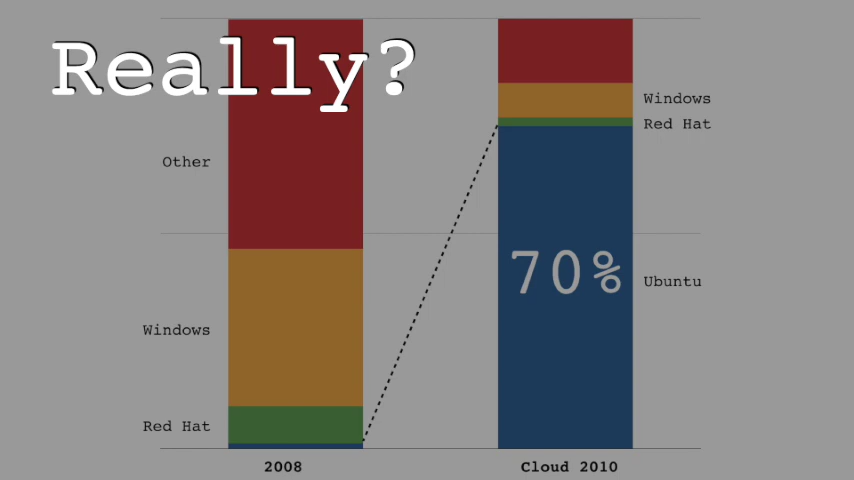 Really?
Other
Windows
Red Hat
2008
Windows
Red Hat
70%
Ubuntu
Cloud 2010